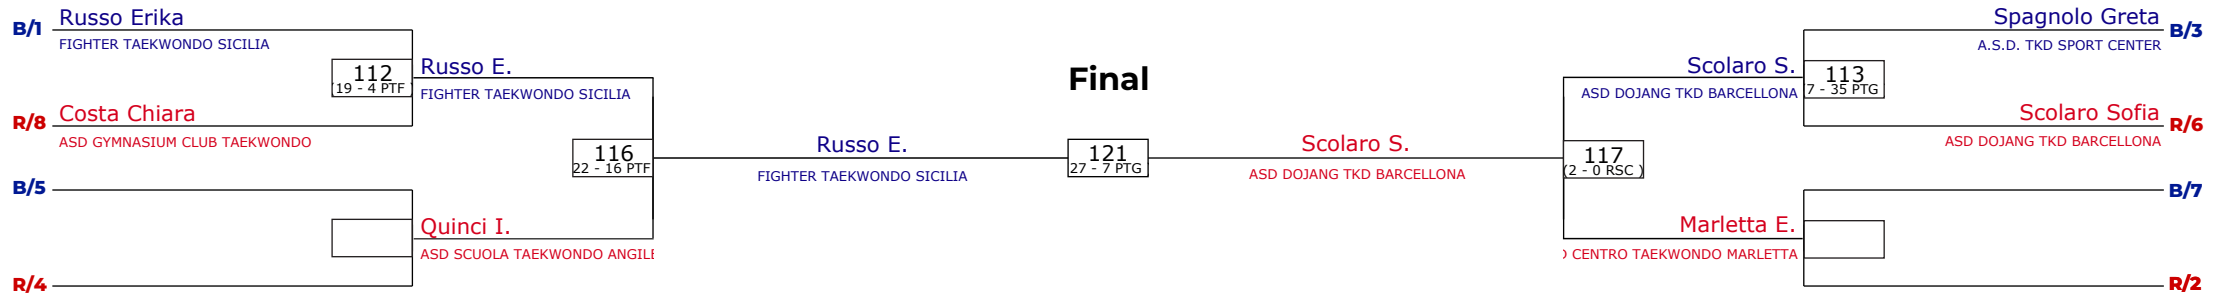 B/1
Russo Erika
FIGHTER TAEKWONDO SICILIA
112
(19 - 4 PTF
Russo E.
FIGHTER TAEKWONDO SICILIA
R/8
Costa Chiara
ASD GYMNASIUM CLUB TAEKWONDO
116
22 - 16 PTF
B/5
Quinci I.
ASD SCUOLA TAEKWONDO
R/4
Final
Russo E.
FIGHTER TAEKWONDO SICILIA
121
27 - 7 PTG
Scolaro S.
ASD DOJANG TKD BARCELLONA
Spagnolo Greta
B/3
A.S.D. TKD SPORT CENTER
Scolaro S.
ASD DOJANG TKD BARCELLONA
113
7 - 35 PTG
Scolaro Sofia
R/6
ASD DOJANG TKD BARCELLONA
117
(2 - 0 RSC )
B/7
Marletta E.
CENTRO TAEKWONDO MARLETTA
R/2